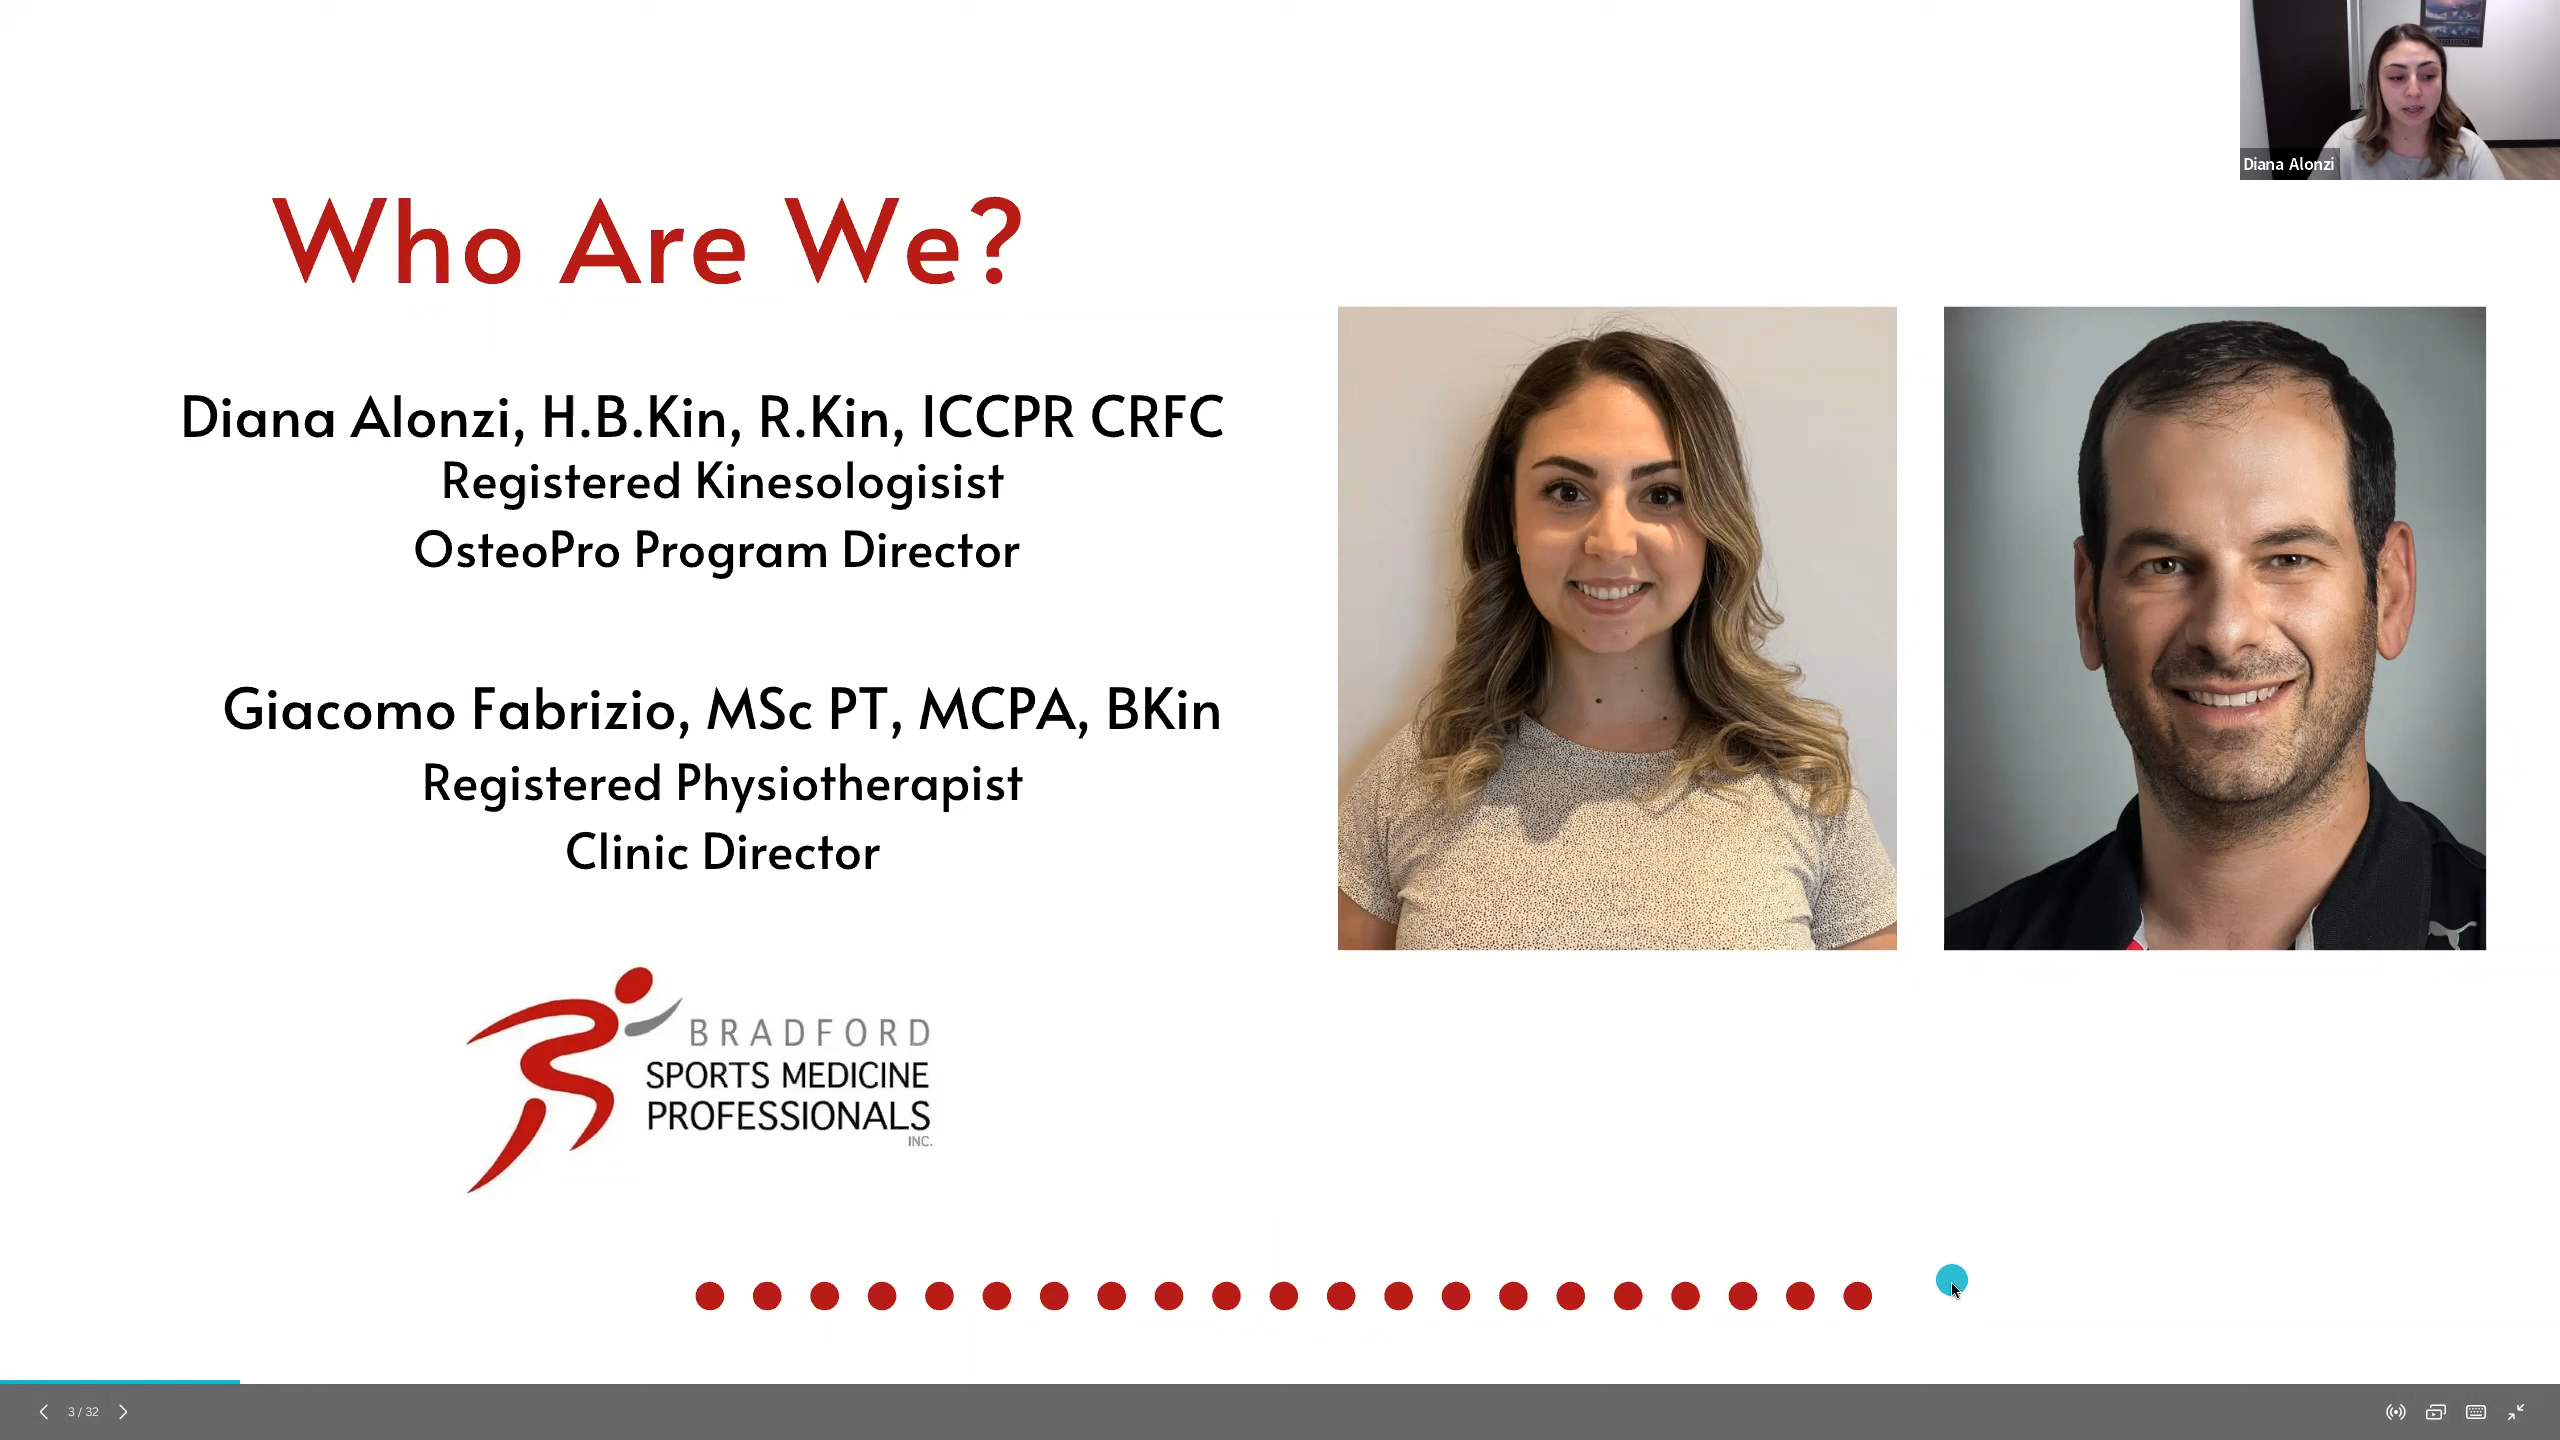 Diana Alonzi
Who Are We?
Diana Alonzi, H.B.Kin, R.Kin, ICCPR CRFC
Registered Kinesologisist
OsteoPro Program Director
Giacomo Fabrizio, MSc PT, MCPA, BKin
Registered Physiotherapist
Clinic Director
BRADFORD
SPORTS MEDICINE
PROFESSIONALS
INC.
3 / 32